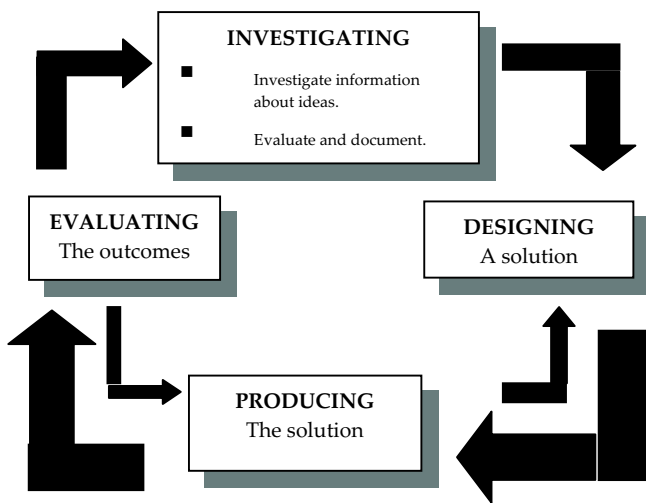 INVESTIGATING
▪ Investigate information
about ideas.
▪ Evaluate and document.
EVALUATING
The outcomes
DESIGNING
A solution
PRODUCING
The solution